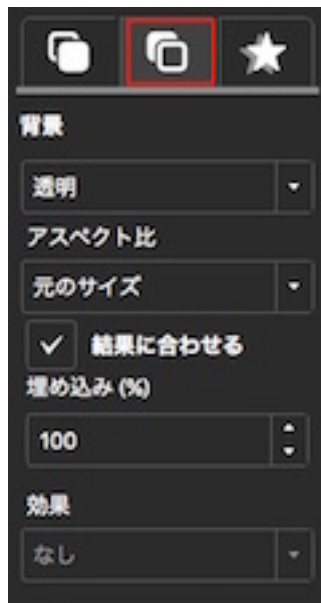 背景
透明
アスペクト比
元のサイズ
結果に合わせる
埋め込み (%)
100
効果
なし